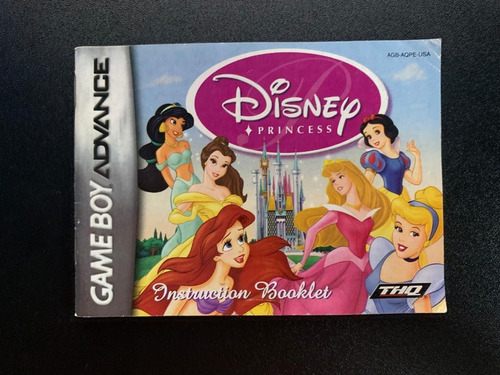 GAME BOY ADVANCE
AGB-AQPE-USA
DISNEY
PRINCESS
Instruction Booklet
THQ